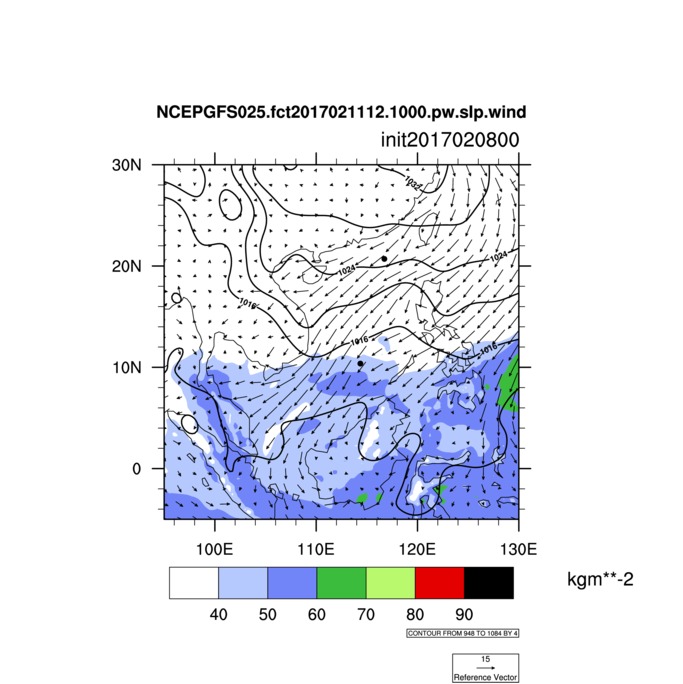 NCEPGFS025.fct2017021112.1000.pw.slp.wind
init2017020800
30N
1032
20N
1024
1024
1016
1016
1016
10N
0
100E
110E
120E
130E
kgm**-2
40
50
60
70
80
90
CONTOUR FROM 948 TO 1084 BY 4
15
Reference Vector